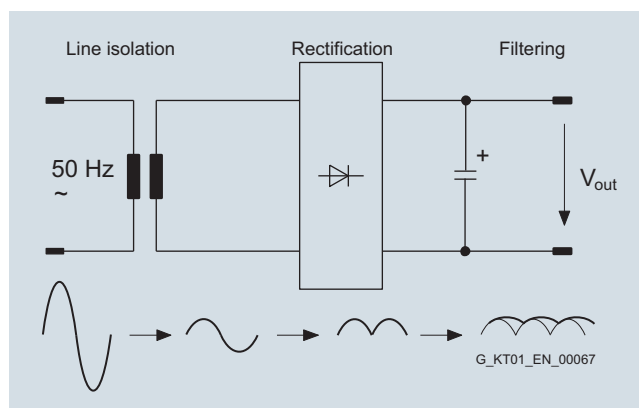 Line isolation
Rectification
Filtering
50 Hz
~
+
Vout
G_KT01_EN_00067